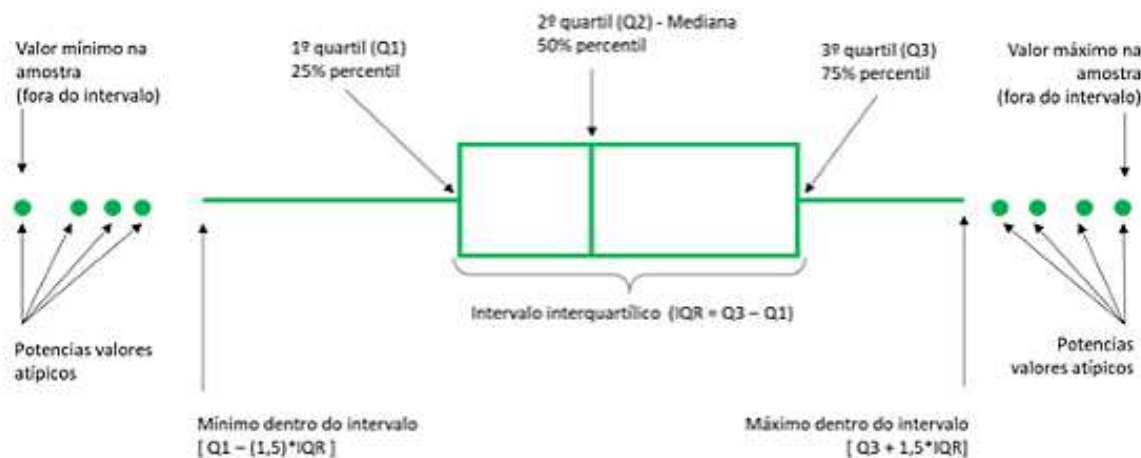 Valor mínimo na
amostra
(fora do intervalo)
1º quartil (Q1)
25% percentil
2º quartil (Q2) - Mediana
50% percentil
3º quartil (Q3)
75% percentil
Valor máximo na
amostra
(fora do intervalo)
Intervalo interquartílico (IQR = Q3 – Q1)
Potencias valores
atípicos
Potencias
valores atípicos
Mínimo dentro do intervalo
[ Q1 – (1,5)*IQR ]
Máximo dentro do intervalo
[ Q3 + 1,5*IQR]